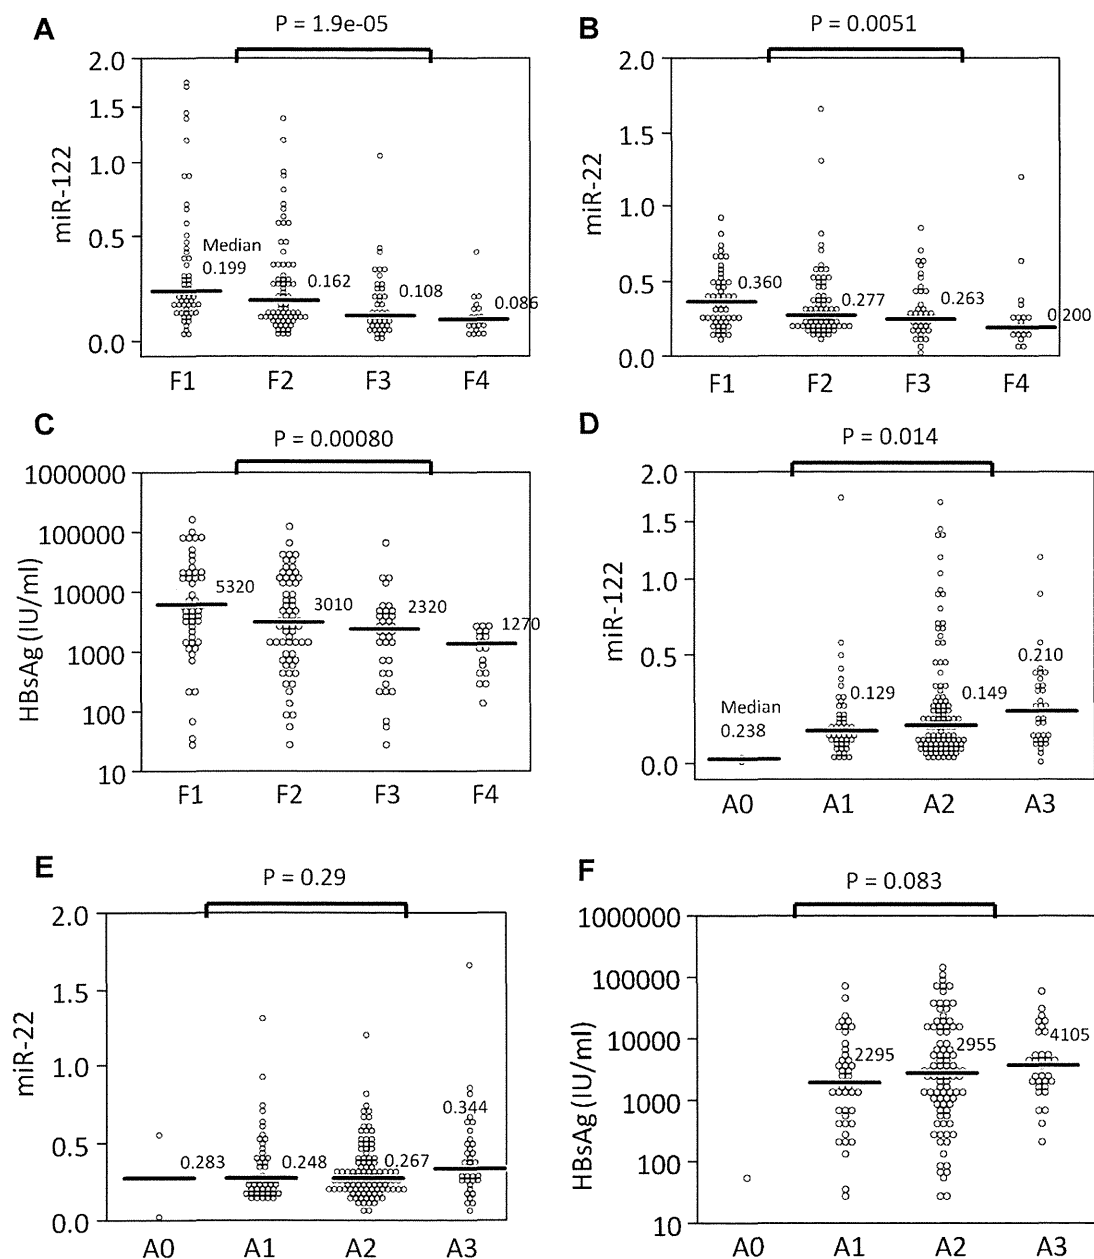 A
P = 1.9e-05
2.0
1.5
1.0
0.5
0.0
miR-122
Median
0.199
0.162
0.108
0.086
F1
F2
F3
F4
B
P = 0.0051
2.0
1.5
1.0
0.5
0.0
miR-22
0.360
0.277
0.263
0.200
F1
F2
F3
F4
C
P = 0.00080
1000000
100000
10000
1000
100
10
HBsAg (IU/ml)
5320
3010
2320
1270
F1
F2
F3
F4
D
P = 0.014
2.0
1.5
1.0
0.5
0.0
miR-122
Median
0.238
0.129
0.149
0.210
A0
A1
A2
A3
E
P = 0.29
2.0
1.5
1.0
0.5
0.0
miR-22
0.283
0.248
0.267
0.344
A0
A1
A2
A3
F
P = 0.083
1000000
100000
10000
1000
100
10
HBsAg (IU/ml)
2295
2955
4105
A0
A1
A2
A3